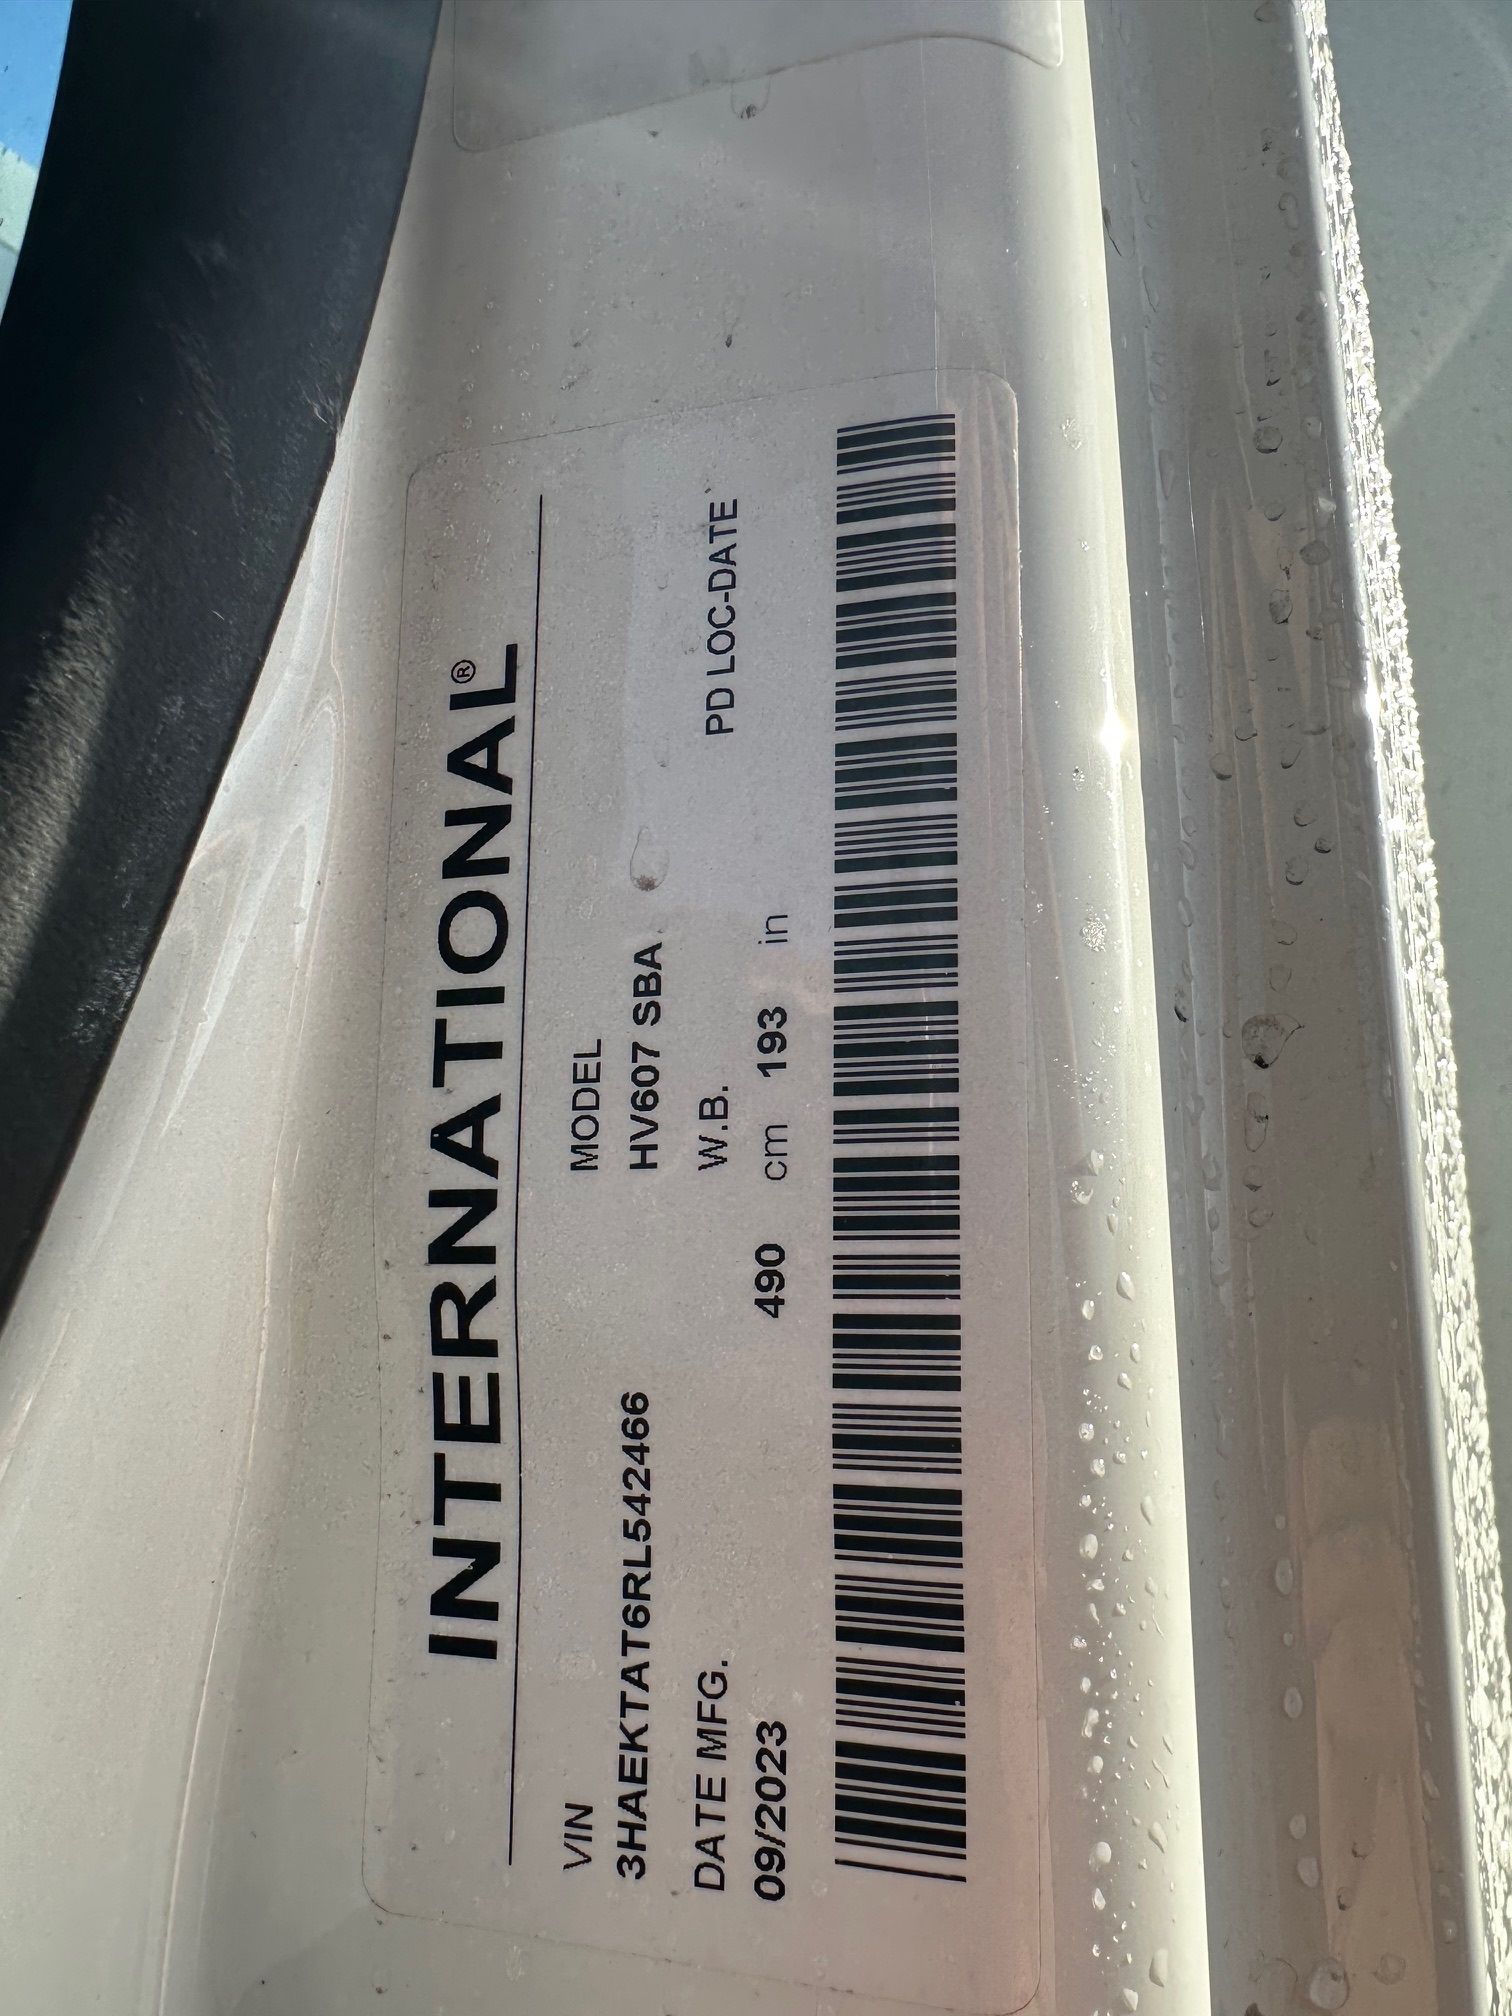 INTERNATIONAL®
VIN
MODEL
3HAEKTAT6RL542466
HV607 SBA
DATE MFG.
W.B.
PD LOC-DATE
09/2023
490 cm 193 in